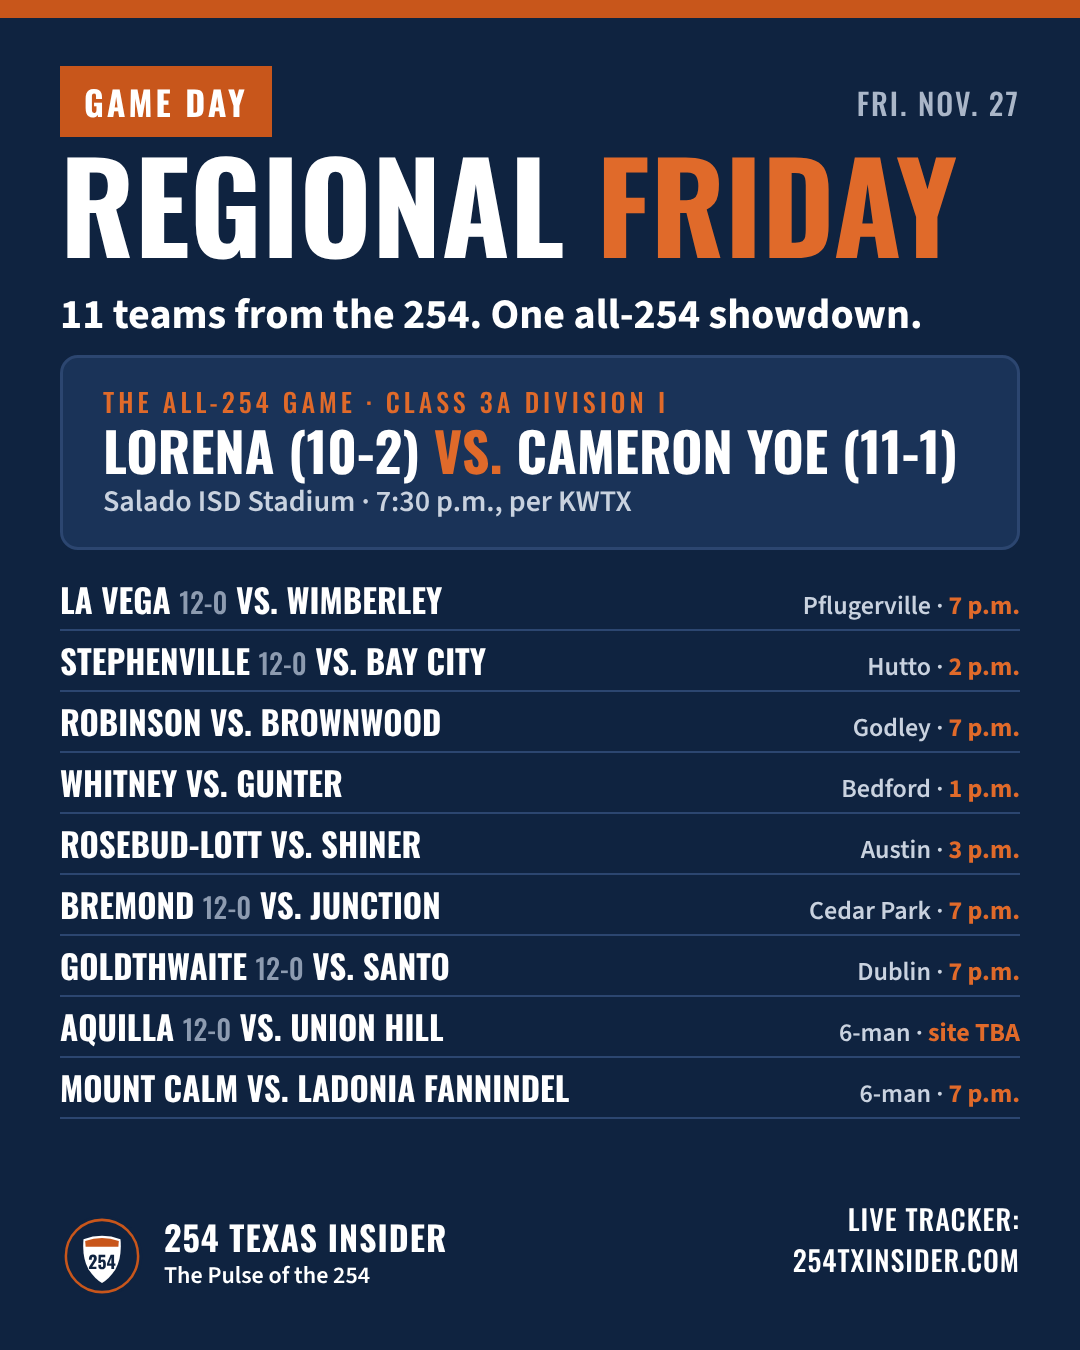 GAME DAY
FRI. NOV. 27
REGIONAL FRIDAY
11 teams from the 254. One all-254 showdown.
THE ALL-254 GAME · CLASS 3A DIVISION I
LORENA (10-2) VS. CAMERON YOE (11-1)
Salado ISD Stadium · 7:30 p.m., per KWTX
LA VEGA 12-0 VS. WIMBERLEY Pflugerville · 7 p.m.
STEPHENVILLE 12-0 VS. BAY CITY Hutto · 2 p.m.
ROBINSON VS. BROWNWOOD Godley · 7 p.m.
WHITNEY VS. GUNTER Bedford · 1 p.m.
ROSEBUD-LOTT VS. SHINER Austin · 3 p.m.
BREMOND 12-0 VS. JUNCTION Cedar Park · 7 p.m.
GOLDTHWAITE 12-0 VS. SANTO Dublin · 7 p.m.
AQUILLA 12-0 VS. UNION HILL 6-man · site TBA
MOUNT CALM VS. LADONIA FANNINDEL 6-man · 7 p.m.
254
254 TEXAS INSIDER
The Pulse of the 254
LIVE TRACKER:
254TXINSIDER.COM